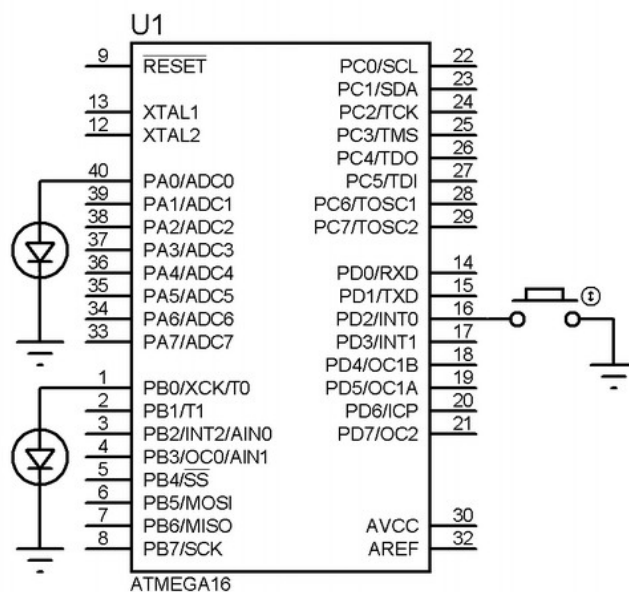 U1
9 RESET
13 XTAL1
12 XTAL2
40 PA0/ADC0
39 PA1/ADC1
38 PA2/ADC2
37 PA3/ADC3
36 PA4/ADC4
35 PA5/ADC5
34 PA6/ADC6
33 PA7/ADC7
1 PB0/XCK/T0
2 PB1/T1
3 PB2/INT2/AIN0
4 PB3/OC0/AIN1
5 PB4/SS
6 PB5/MOSI
7 PB6/MISO
8 PB7/SCK
PC0/SCL 22
PC1/SDA 23
PC2/TCK 24
PC3/TMS 25
PC4/TDO 26
PC5/TDI 27
PC6/TOSC1 28
PC7/TOSC2 29
PD0/RXD 14
PD1/TXD 15
PD2/INT0 16
PD3/INT1 17
PD4/OC1B 18
PD5/OC1A 19
PD6/ICP 20
PD7/OC2 21
AVCC 30
AREF 32
ATMEGA16